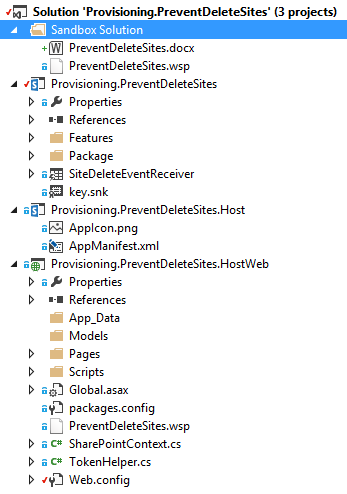 Solution 'Provisioning.PreventDeleteSites' (3 projects)
Sandbox Solution
PreventDeleteSites.docx
PreventDeleteSites.wsp
Provisioning.PreventDeleteSites
Properties
References
Features
Package
SiteDeleteEventReceiver
key.snk
Provisioning.PreventDeleteSites.Host
AppIcon.png
AppManifest.xml
Provisioning.PreventDeleteSites.HostWeb
Properties
References
App_Data
Models
Pages
Scripts
Global.asax
packages.config
PreventDeleteSites.wsp
C# SharePointContext.cs
C# TokenHelper.cs
Web.config